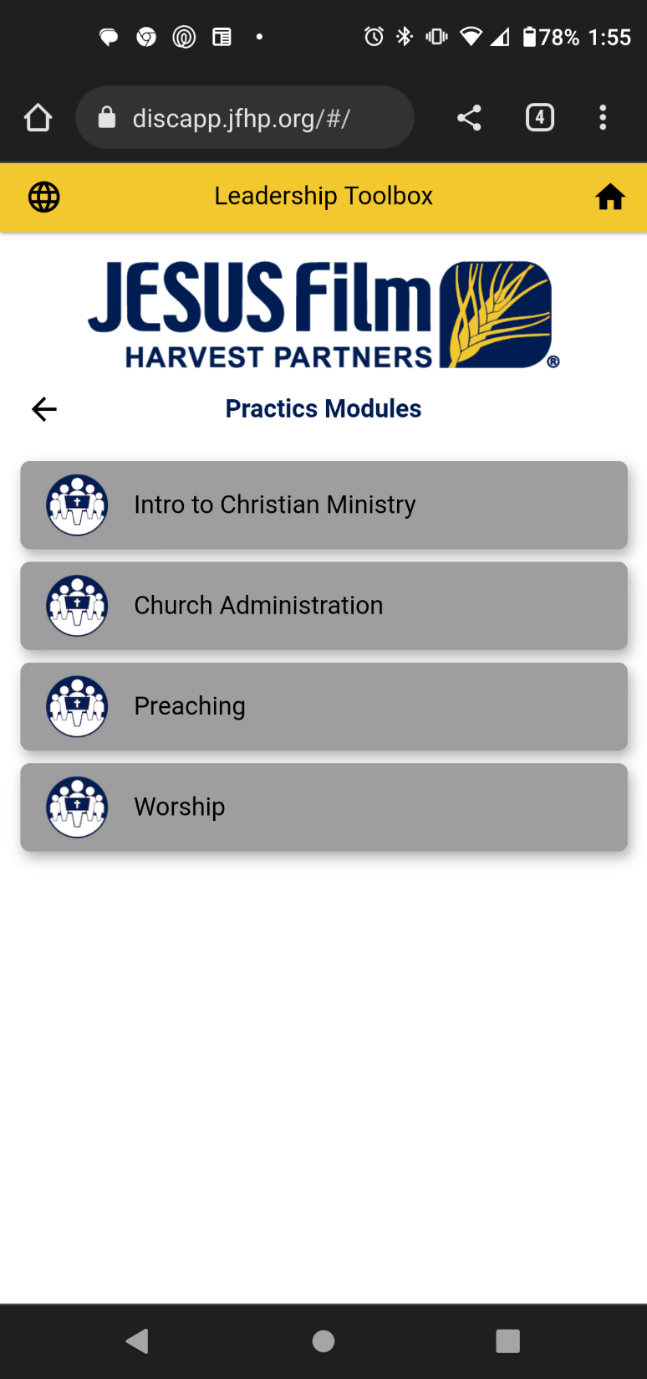 78% 1:55
discapp.jfhp.org/#/
4
Leadership Toolbox
JESUS Film
HARVEST PARTNERS®
Practics Modules
Intro to Christian Ministry
Church Administration
Preaching
Worship